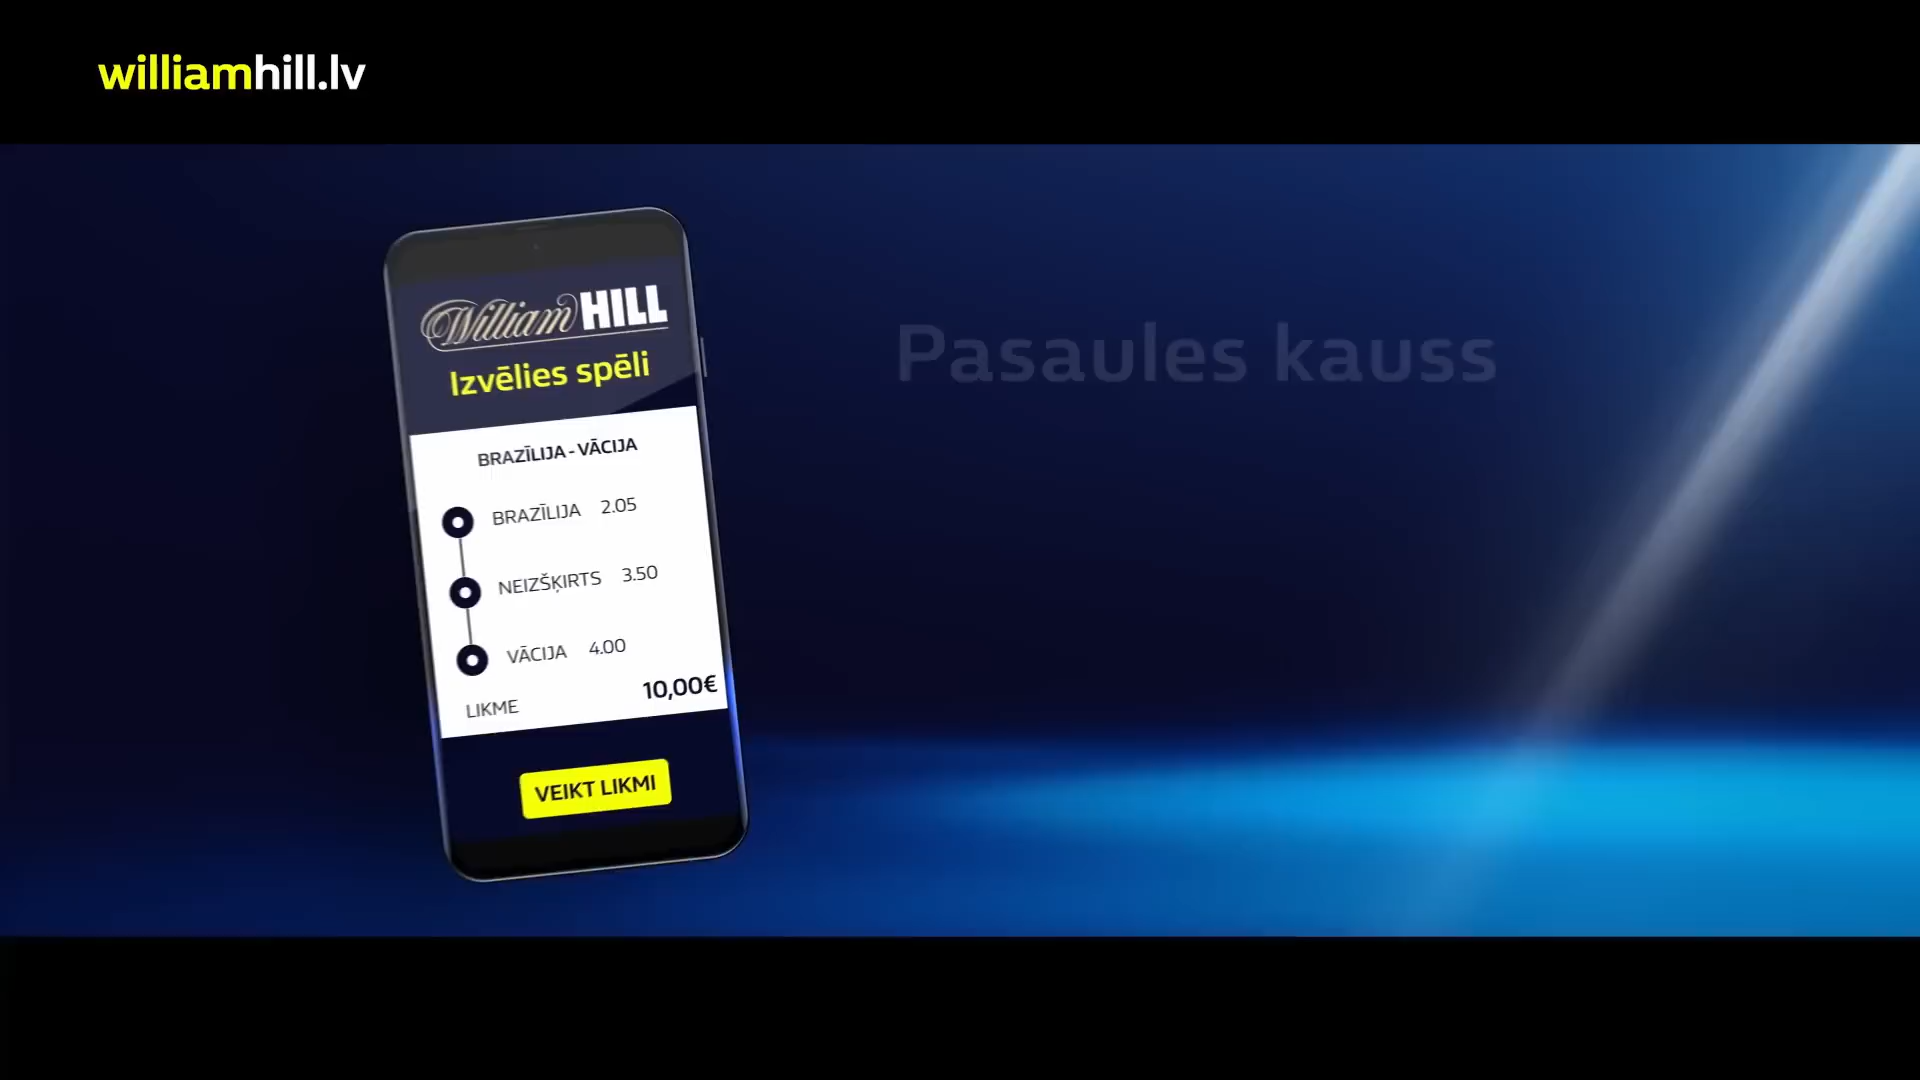 williamhill.lv
William HILL
Izvēlies spēli
BRAZĪLIJA - VĀCIJA
BRAZĪLIJA 2.05
NEIZŠĶIRTS 3.50
VĀCIJA 4.00
LIKME 10,00€
VEIKT LIKMI
Pasaules kauss